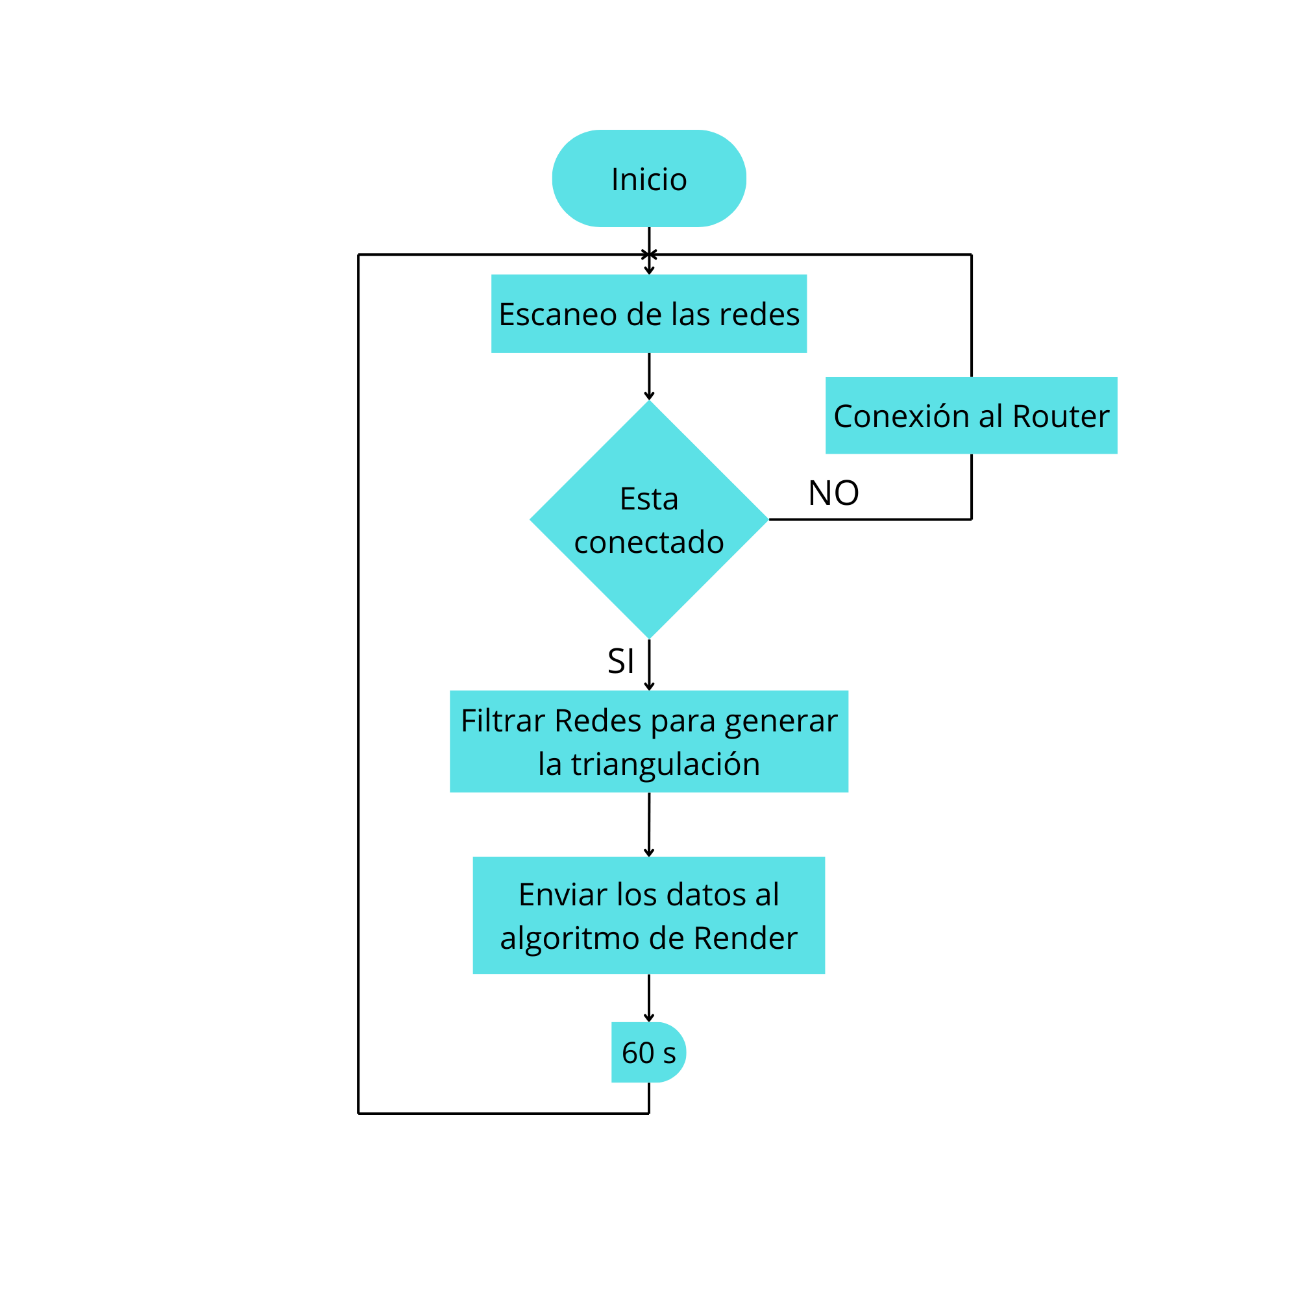 Inicio
Escaneo de las redes
Conexión al Router
NO
Esta
conectado
SI
Filtrar Redes para generar
la triangulación
Enviar los datos al
algoritmo de Render
60 s